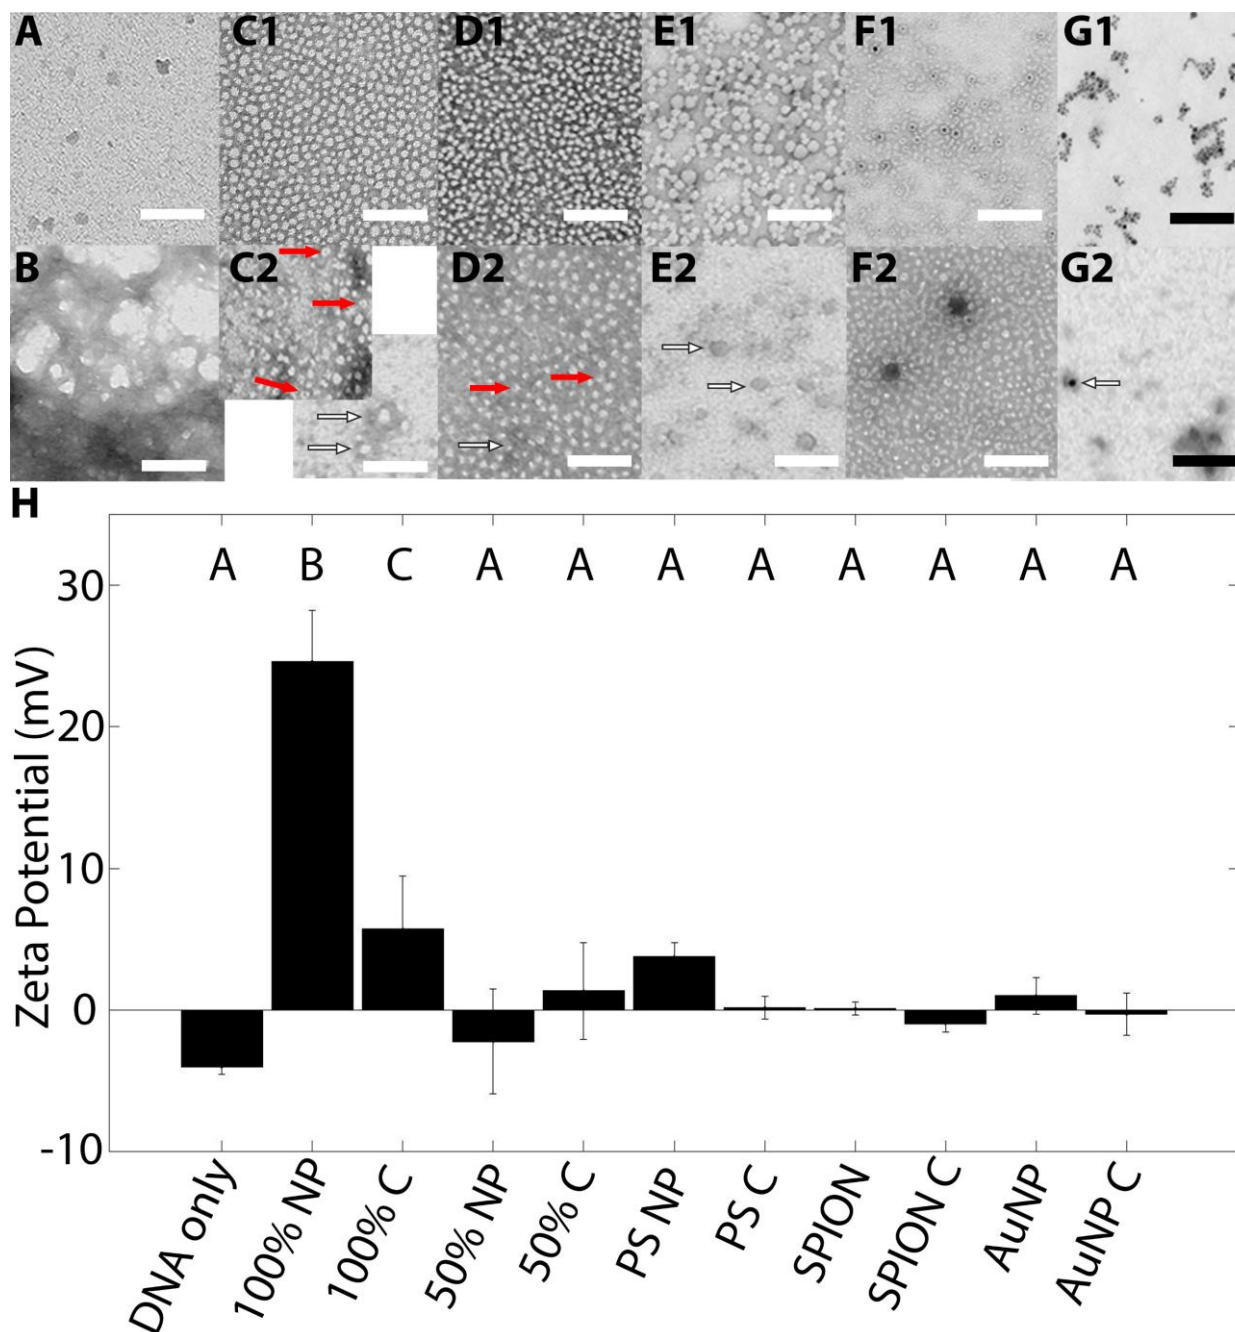 A C1 D1 E1 F1 G1
B C2 D2 E2 F2 G2
H
A B C A A A A A A A A
Zeta Potential (mV)
30
20
10
0
-10
DNA only
100% NP
100% C
50% NP
50% C
PS NP
PS C
SPION
SPION C
AuNP
AuNP C